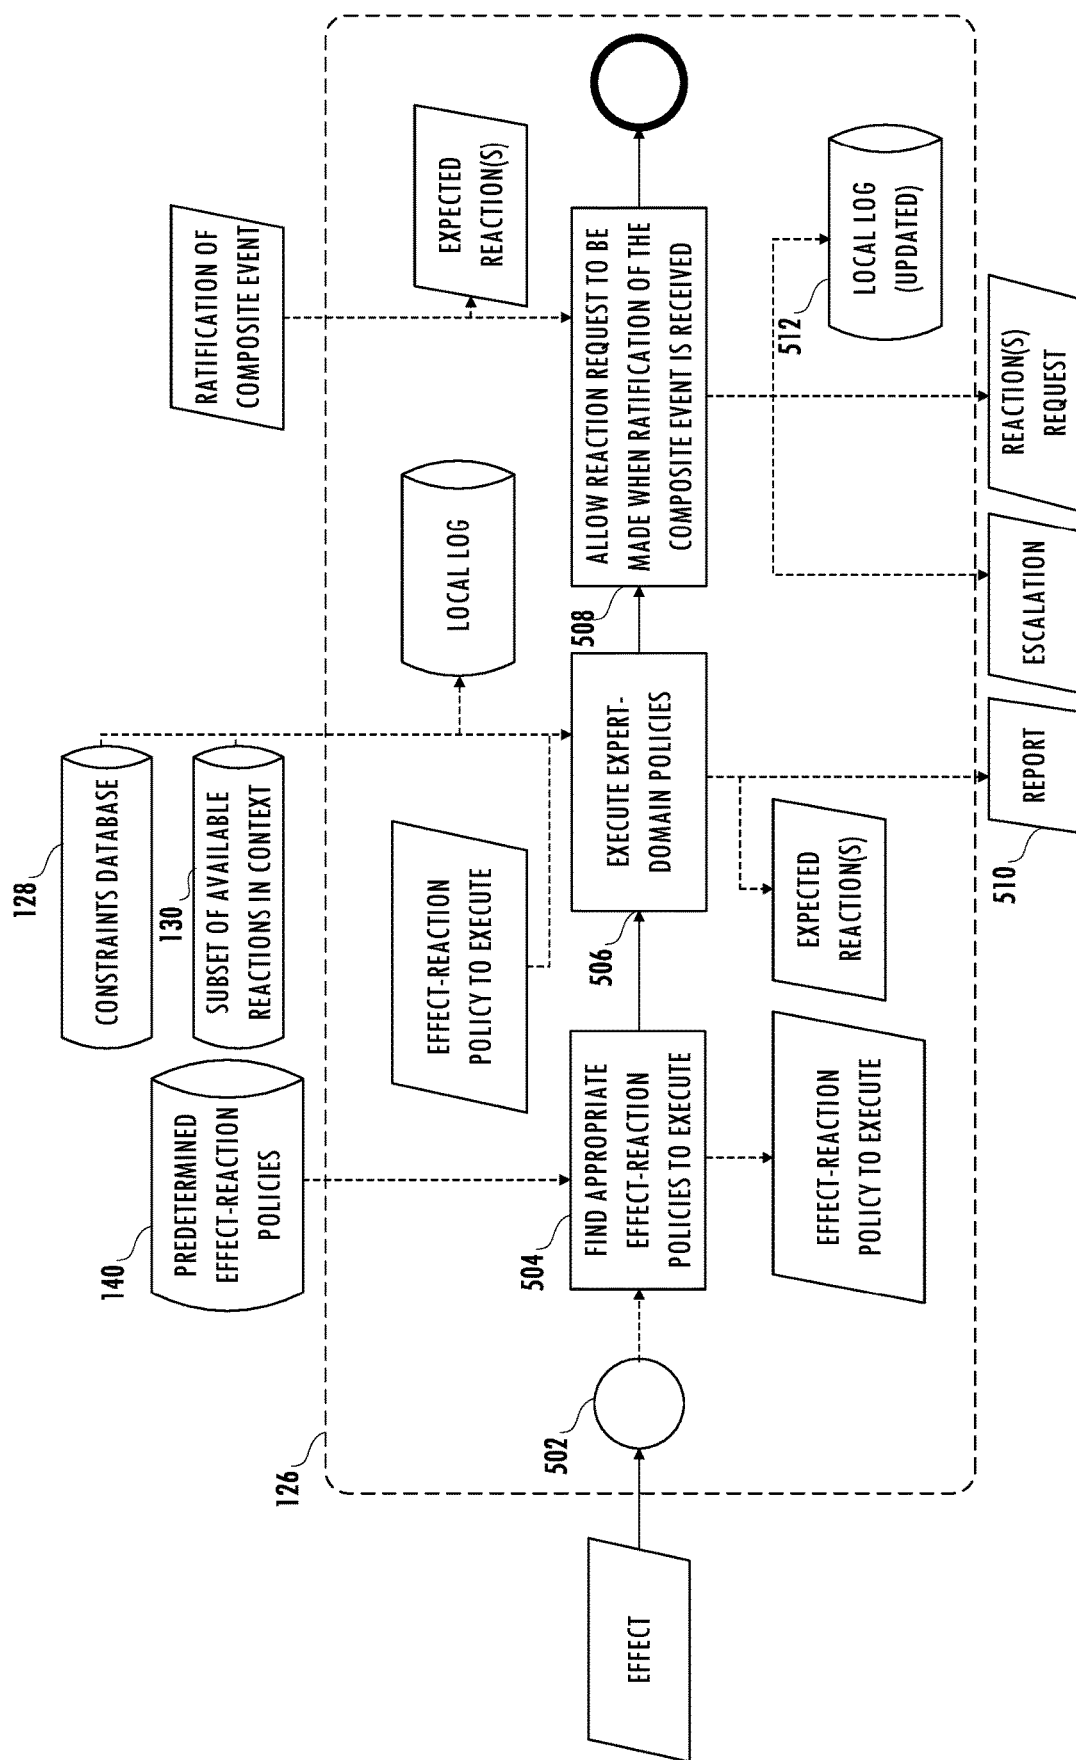 128
CONSTRAINTS DATABASE
130
SUBSET OF AVAILABLE
REACTIONS IN CONTEXT
140
PREDETERMINED
EFFECT-REACTION
POLICIES
RATIFICATION OF
COMPOSITE EVENT
126
EFFECT-REACTION
POLICY TO EXECUTE
LOCAL LOG
EXPECTED
REACTION(S)
EFFECT
502
504
FIND APPROPRIATE
EFFECT-REACTION
POLICIES TO EXECUTE
506
EXECUTE EXPERT-
DOMAIN POLICIES
508
ALLOW REACTION REQUEST TO BE
MADE WHEN RATIFICATION OF THE
COMPOSITE EVENT IS RECEIVED
EFFECT-REACTION
POLICY TO EXECUTE
EXPECTED
REACTION(S)
512
LOCAL LOG
(UPDATED)
510
REPORT
ESCALATION
REACTION(S)
REQUEST